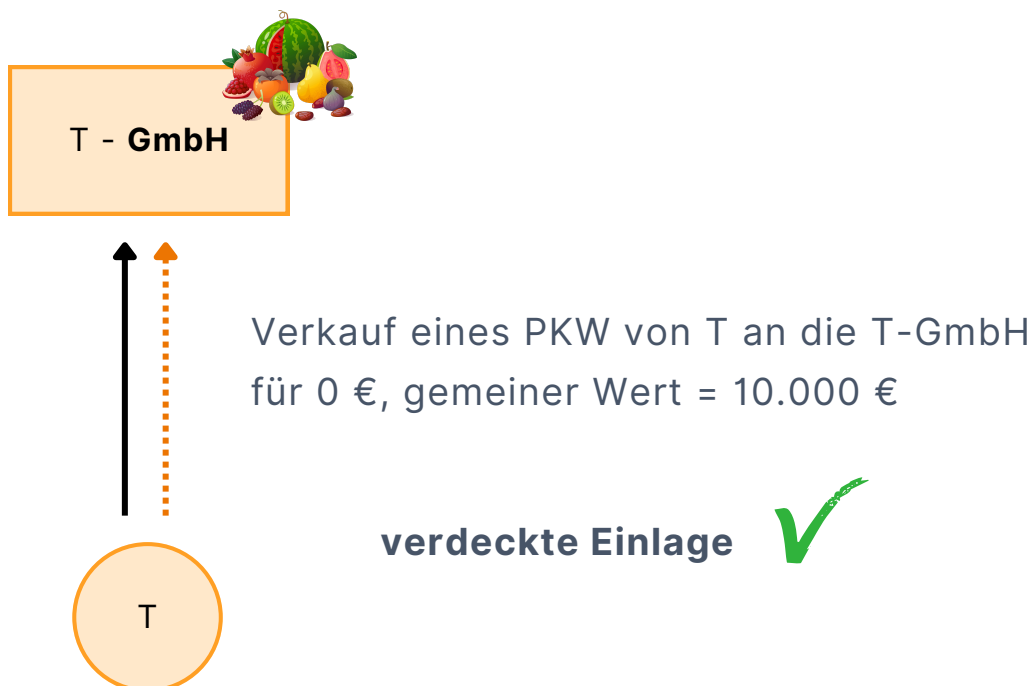 T - GmbH
Verkauf eines PKW von T an die T-GmbH
für 0 €, gemeiner Wert = 10.000 €
verdeckte Einlage
T